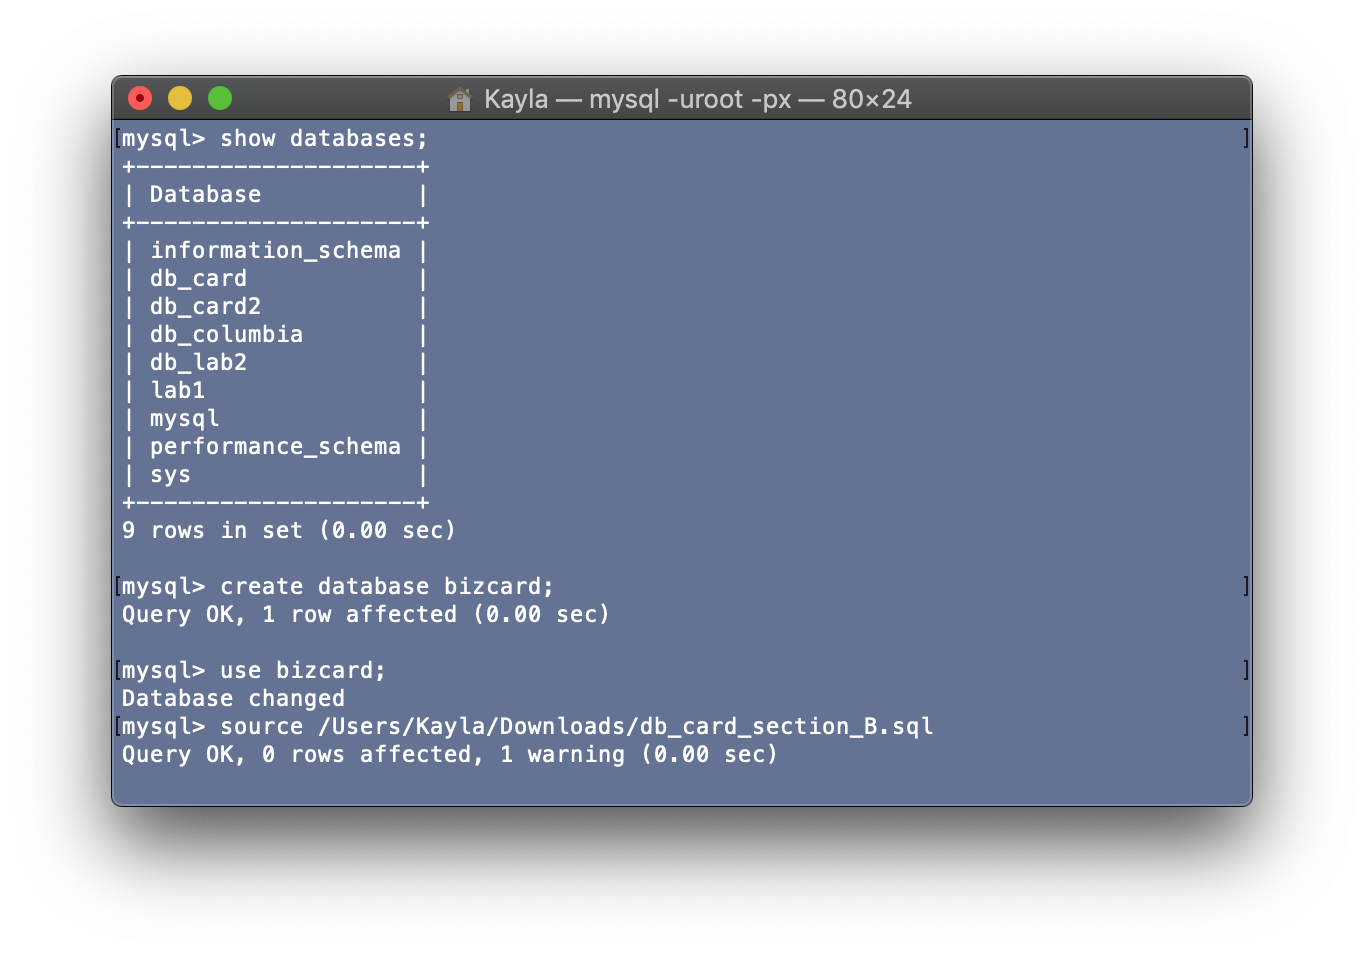 Kayla — mysql -uroot -px — 80×24
[mysql> show databases; ]
+--------------------+
| Database           |
+--------------------+
| information_schema |
| db_card            |
| db_card2           |
| db_columbia        |
| db_lab2            |
| lab1               |
| mysql              |
| performance_schema |
| sys                |
+--------------------+
9 rows in set (0.00 sec)
[mysql> create database bizcard; ]
Query OK, 1 row affected (0.00 sec)
[mysql> use bizcard; ]
Database changed
[mysql> source /Users/Kayla/Downloads/db_card_section_B.sql ]
Query OK, 0 rows affected, 1 warning (0.00 sec)